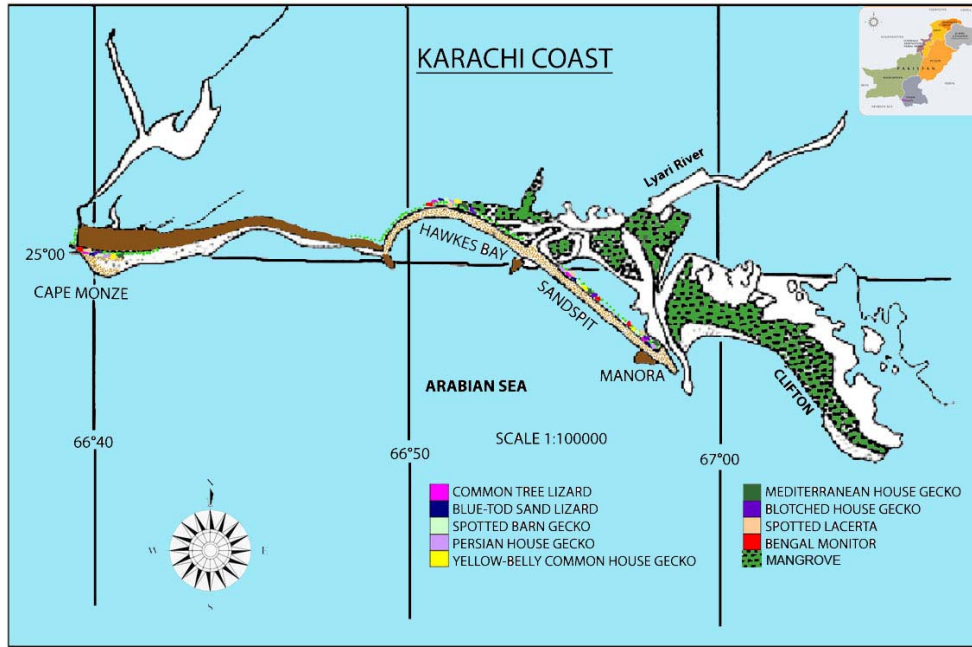 KARACHI COAST
PAKISTAN
Lyari River
25°00
HAWKES BAY
CAPE MONZE
SANDSPIT
MANORA
ARABIAN SEA
CLIFTON
66°40
66°50
SCALE 1:100000
67°00
COMMON TREE LIZARD
BLUE-TOD SAND LIZARD
SPOTTED BARN GECKO
PERSIAN HOUSE GECKO
YELLOW-BELLY COMMON HOUSE GECKO
MEDITERRANEAN HOUSE GECKO
BLOTCHED HOUSE GECKO
SPOTTED LACERTA
BENGAL MONITOR
MANGROVE
N
W
E
S